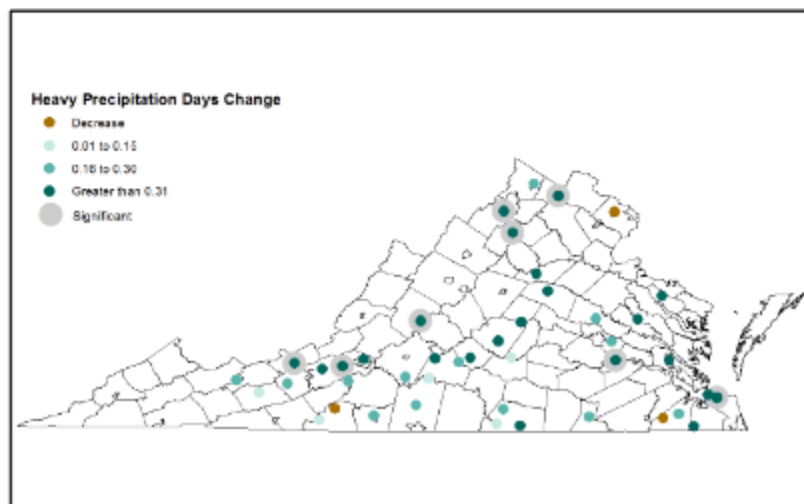 Heavy Precipitation Days Change
Decrease
0.01 to 0.15
0.16 to 0.30
Greater than 0.31
Significant